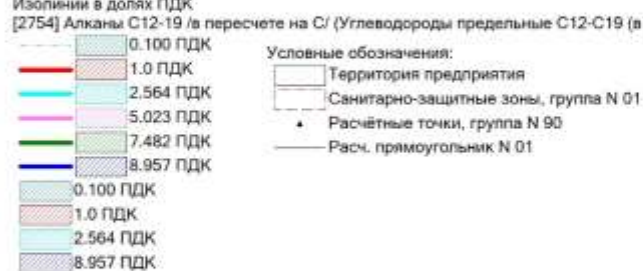 Изолинии в долях ПДК
[2754] Алканы C12-19 /в пересчете на C/ (Углеводороды предельные C12-C19 (в
0.100 ПДК
1.0 ПДК
2.564 ПДК
5.023 ПДК
7.482 ПДК
8.957 ПДК
0.100 ПДК
1.0 ПДК
2.564 ПДК
8.957 ПДК
Условные обозначения:
Территория предприятия
Санитарно-защитные зоны, группа N 01
Расчётные точки, группа N 90
Расч. прямоугольник N 01